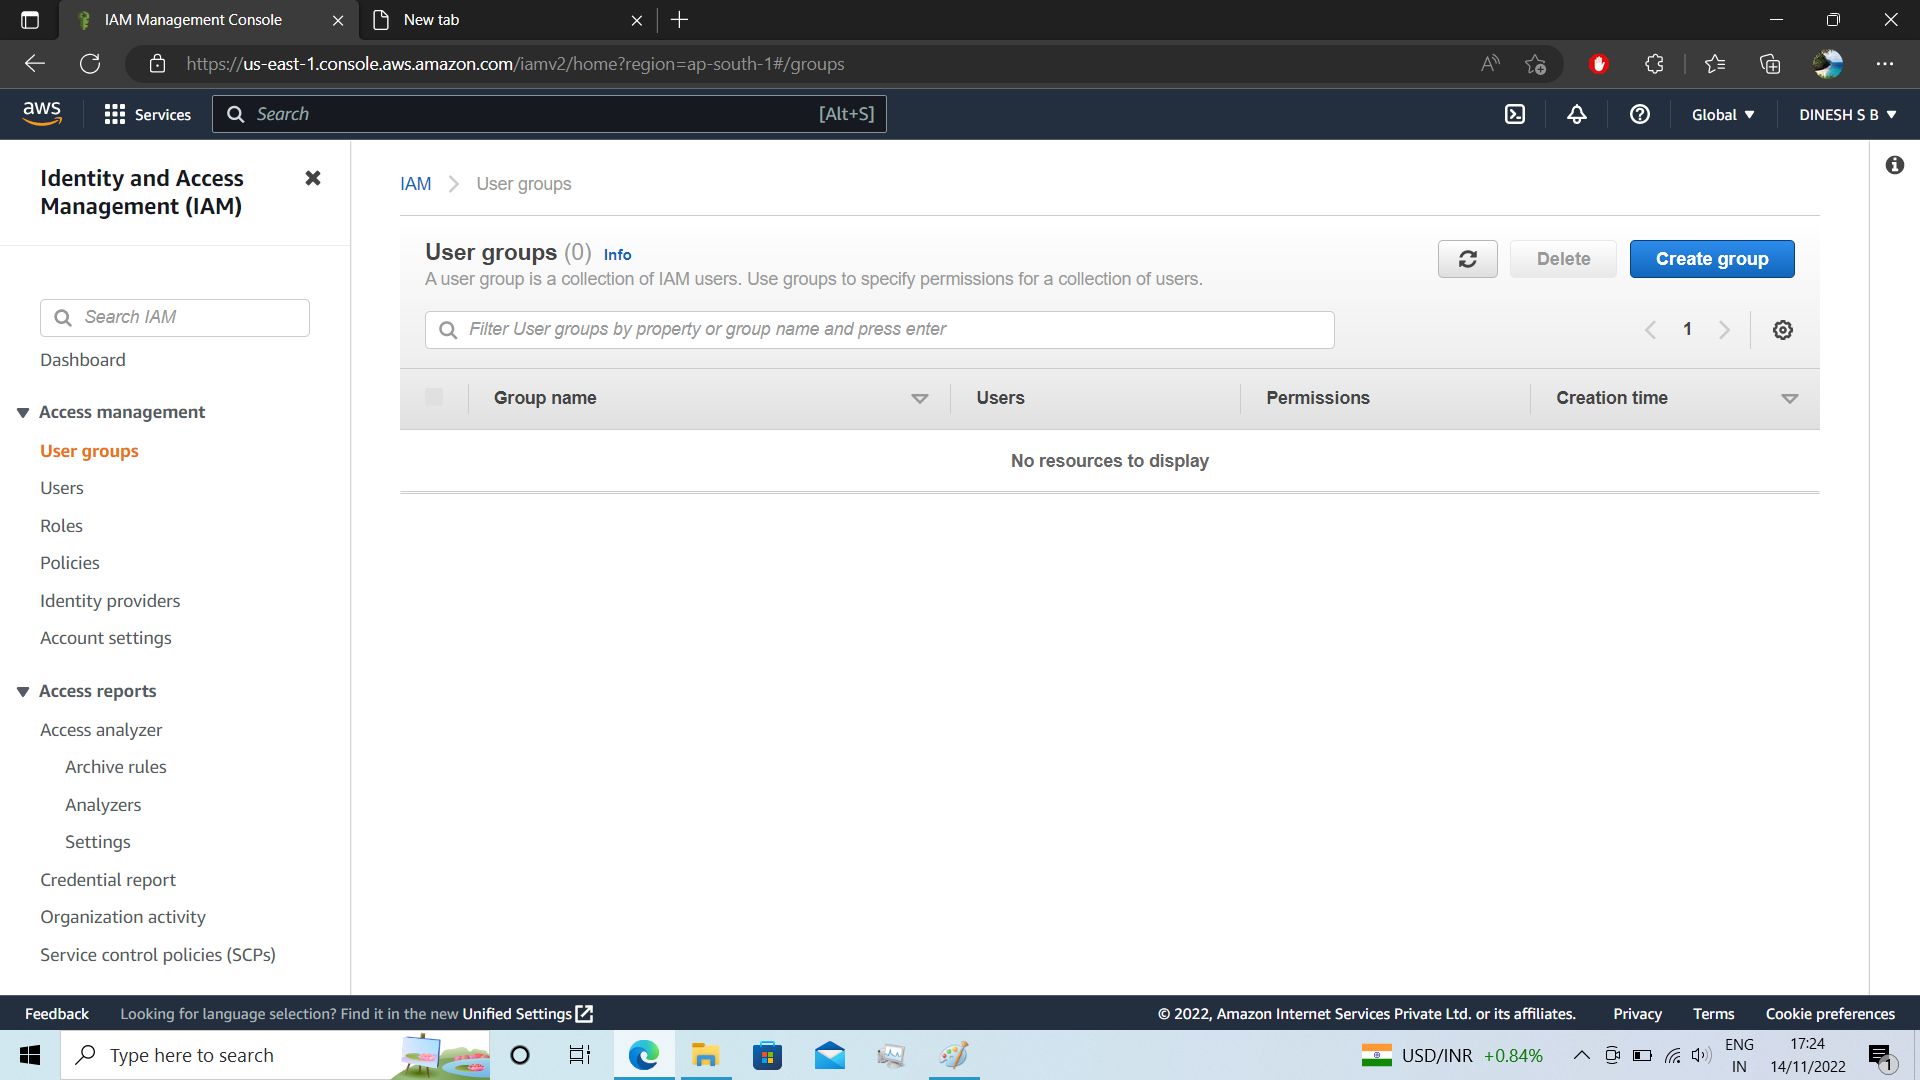 IAM Management Console
New tab
https://us-east-1.console.aws.amazon.com/iamv2/home?region=ap-south-1#/groups
aws
Services
Search
[Alt+S]
Global
DINESH S B
Identity and Access
Management (IAM)
Search IAM
Dashboard
Access management
User groups
Users
Roles
Policies
Identity providers
Account settings
Access reports
Access analyzer
Archive rules
Analyzers
Settings
Credential report
Organization activity
Service control policies (SCPs)
IAM
User groups
User groups (0) Info
A user group is a collection of IAM users. Use groups to specify permissions for a collection of users.
Delete
Create group
Filter User groups by property or group name and press enter
1
Group name
Users
Permissions
Creation time
No resources to display
Feedback
Looking for language selection? Find it in the new Unified Settings
© 2022, Amazon Internet Services Private Ltd. or its affiliates.
Privacy
Terms
Cookie preferences
Type here to search
USD/INR +0.84%
ENG
IN
17:24
14/11/2022
1